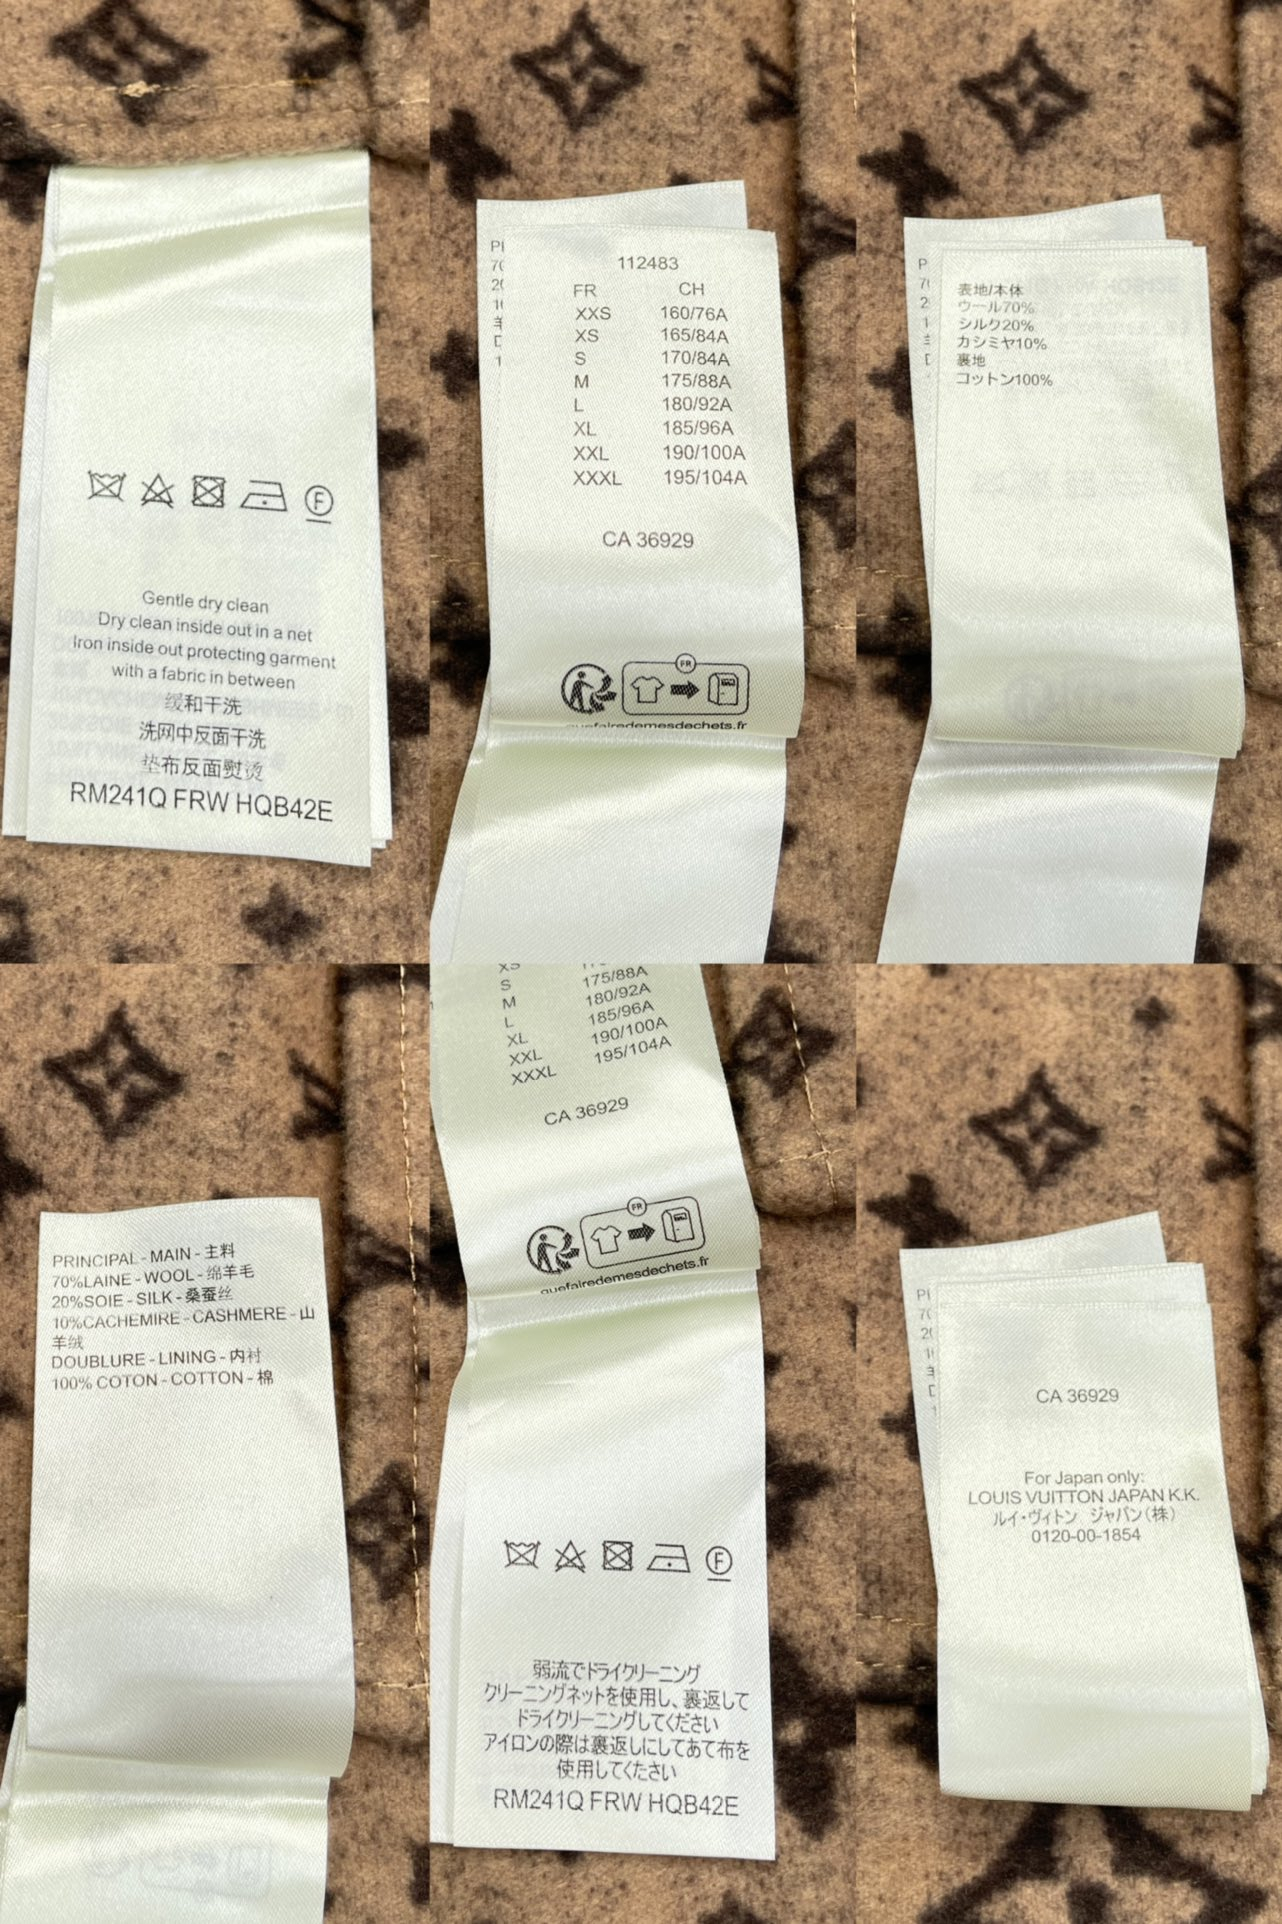 Gentle dry clean
Dry clean inside out in a net
Iron inside out protecting garment
with a fabric in between
缓和干洗
洗网中反面干洗
垫布反面熨烫
RM241Q FRW HQB42E
112483
FR CH
XXS 160/76A
XS 165/84A
S 170/84A
M 175/88A
L 180/92A
XL 185/96A
XXL 190/100A
XXXL 195/104A
CA 36929
FR
quefairedemesdechets.fr
表地/本体
ウール70%
シルク20%
カシミヤ10%
裏地
コットン100%
PRINCIPAL - MAIN - 主料
70%LAINE - WOOL - 绵羊毛
20%SOIE - SILK - 桑蚕丝
10%CACHEMIRE - CASHMERE - 山
羊绒
DOUBLURE - LINING - 内衬
100% COTON - COTTON - 棉
XS
S 175/88A
M 180/92A
L 185/96A
XL 190/100A
XXL 195/104A
XXXL
CA 36929
FR
quefairedemesdechets.fr
弱流でドライクリーニング
クリーニングネットを使用し、裏返して
ドライクリーニングしてください
アイロンの際は裏返しにしてあて布を
使用してください
RM241Q FRW HQB42E
CA 36929
For Japan only:
LOUIS VUITTON JAPAN K.K.
ルイ・ヴィトン ジャパン(株)
0120-00-1854